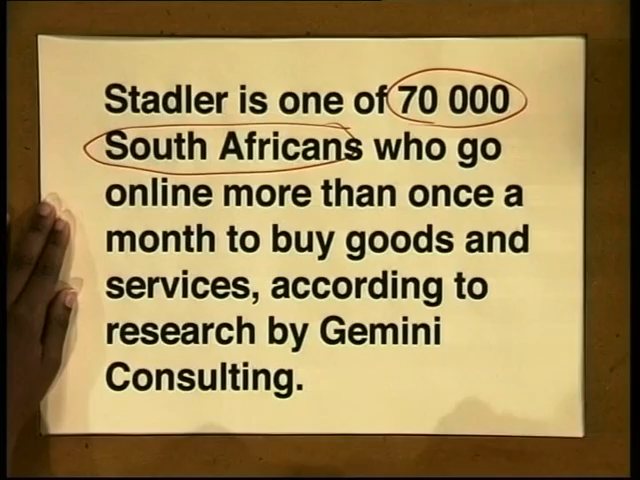 Stadler is one of 70 000
South Africans who go
online more than once a
month to buy goods and
services, according to
research by Gemini
Consulting.